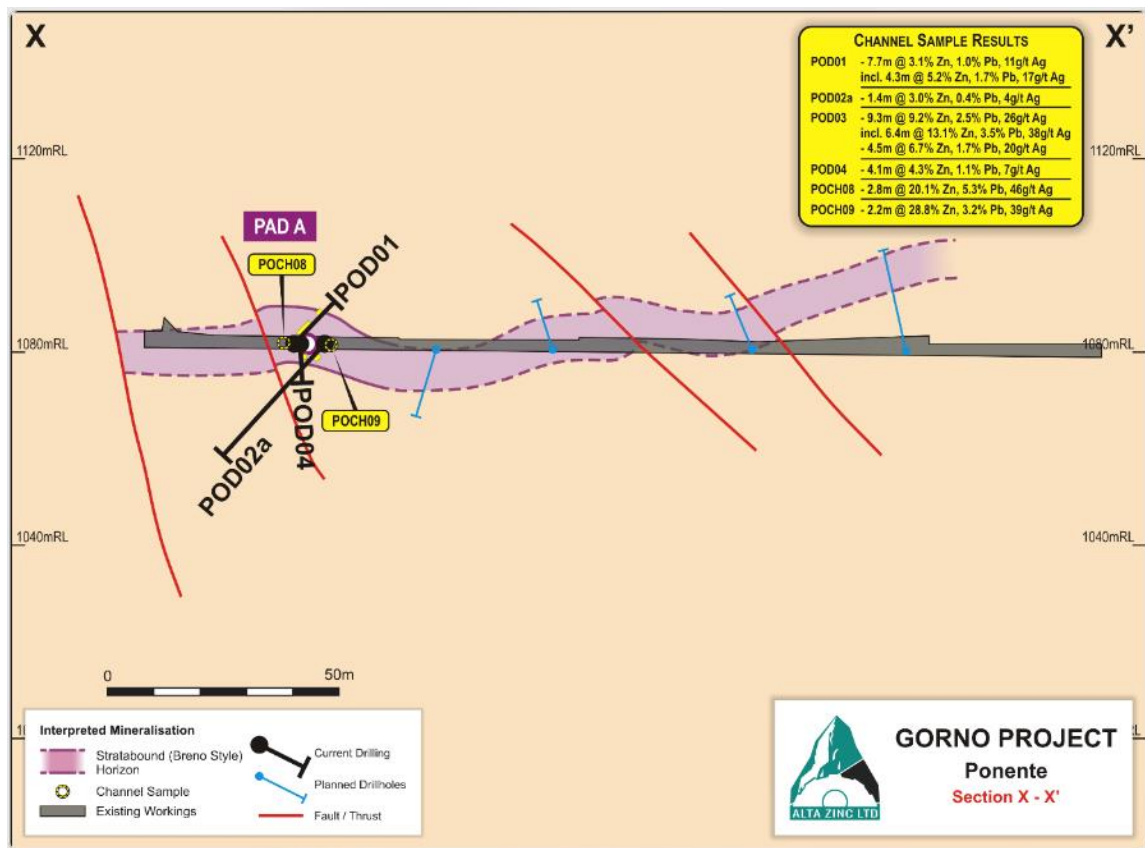 X
X'
CHANNEL SAMPLE RESULTS
POD01 - 7.7m @ 3.1% Zn, 1.0% Pb, 11g/t Ag
incl. 4.3m @ 5.2% Zn, 1.7% Pb, 17g/t Ag
POD02a - 1.4m @ 3.0% Zn, 0.4% Pb, 4g/t Ag
POD03 - 9.3m @ 9.2% Zn, 2.5% Pb, 26g/t Ag
incl. 6.4m @ 13.1% Zn, 3.5% Pb, 38g/t Ag
- 4.5m @ 6.7% Zn, 1.7% Pb, 20g/t Ag
POD04 - 4.1m @ 4.3% Zn, 1.1% Pb, 7g/t Ag
POCH08 - 2.8m @ 20.1% Zn, 5.3% Pb, 46g/t Ag
POCH09 - 2.2m @ 28.8% Zn, 3.2% Pb, 39g/t Ag
1120mRL
1120mRL
PAD A
POCH08
POD01
1080mRL
1080mRL
POCH09
POD04
POD02a
1040mRL
1040mRL
0 50m
Interpreted Mineralisation
Stratabound (Breno Style)
Horizon
Channel Sample
Existing Workings
Current Drilling
Planned Drillholes
Fault / Thrust
ALTA ZINC LTD
GORNO PROJECT
Ponente
Section X - X'